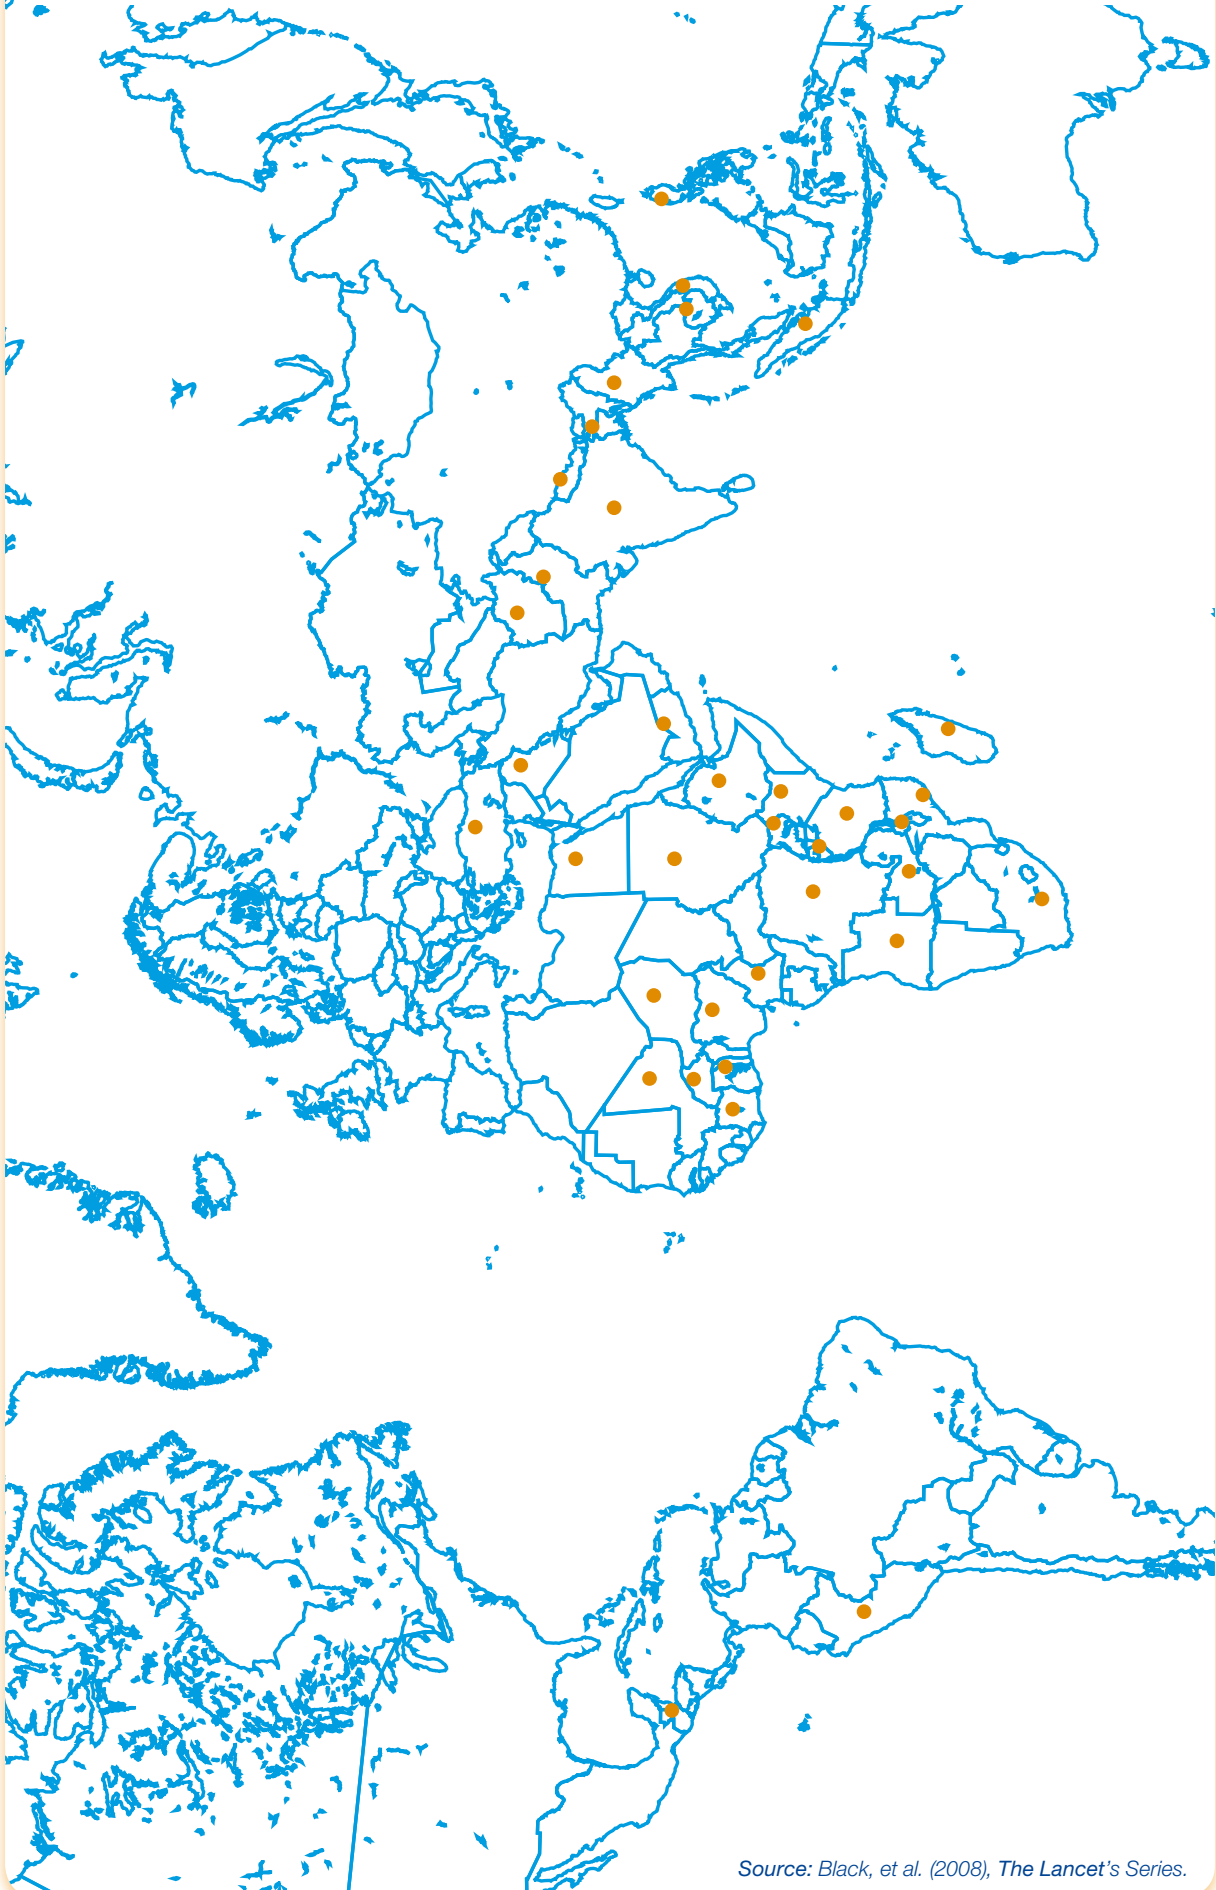 Source: Black, et al. (2008), The Lancet's Series.